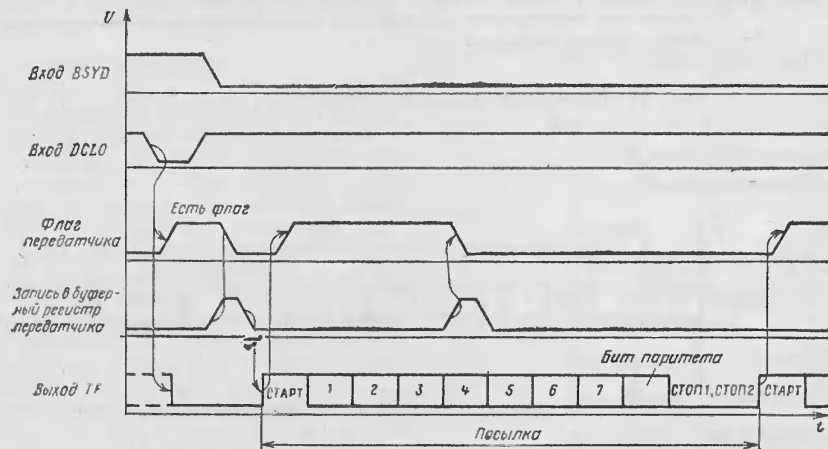 U
Вход BSYD
Вход DCLO
Есть флаг
Флаг
передатчика
Запись в буфер-
ный регистр
передатчика
Бит паритета
Выход TF
СТАРТ 1 2 3 4 5 6 7 СТОП1,СТОП2 СТАРТ
t
Посылка